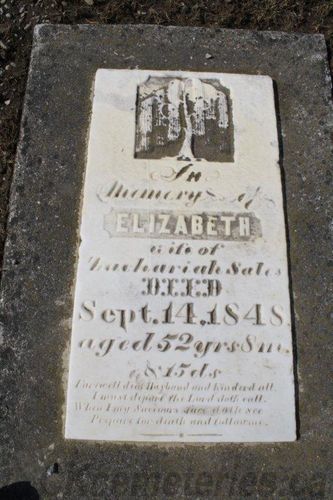 In
Memory of
ELIZABETH
wife of
Zachariah Sales
DIED
Sept. 14, 1848
aged 52 yrs 8 m.
& 15 ds
Farewell dear Husband and kindred all
I must depart the Lord doth call
When I my Saviours face doth see
Prepare for death and follow me.